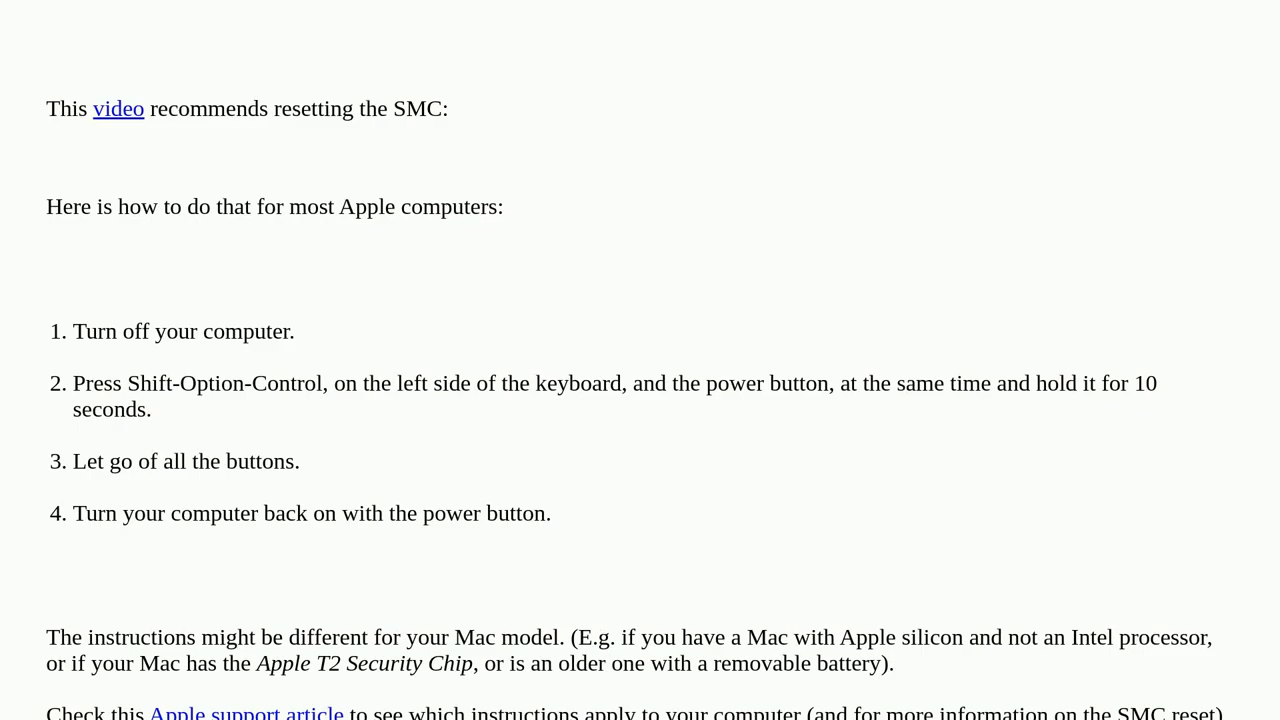 This video recommends resetting the SMC:
Here is how to do that for most Apple computers:
1. Turn off your computer.
2. Press Shift-Option-Control, on the left side of the keyboard, and the power button, at the same time and hold it for 10
seconds.
3. Let go of all the buttons.
4. Turn your computer back on with the power button.
The instructions might be different for your Mac model. (E.g. if you have a Mac with Apple silicon and not an Intel processor,
or if your Mac has the Apple T2 Security Chip, or is an older one with a removable battery).
Check this Apple support article to see which instructions apply to your computer (and for more information on the SMC reset)